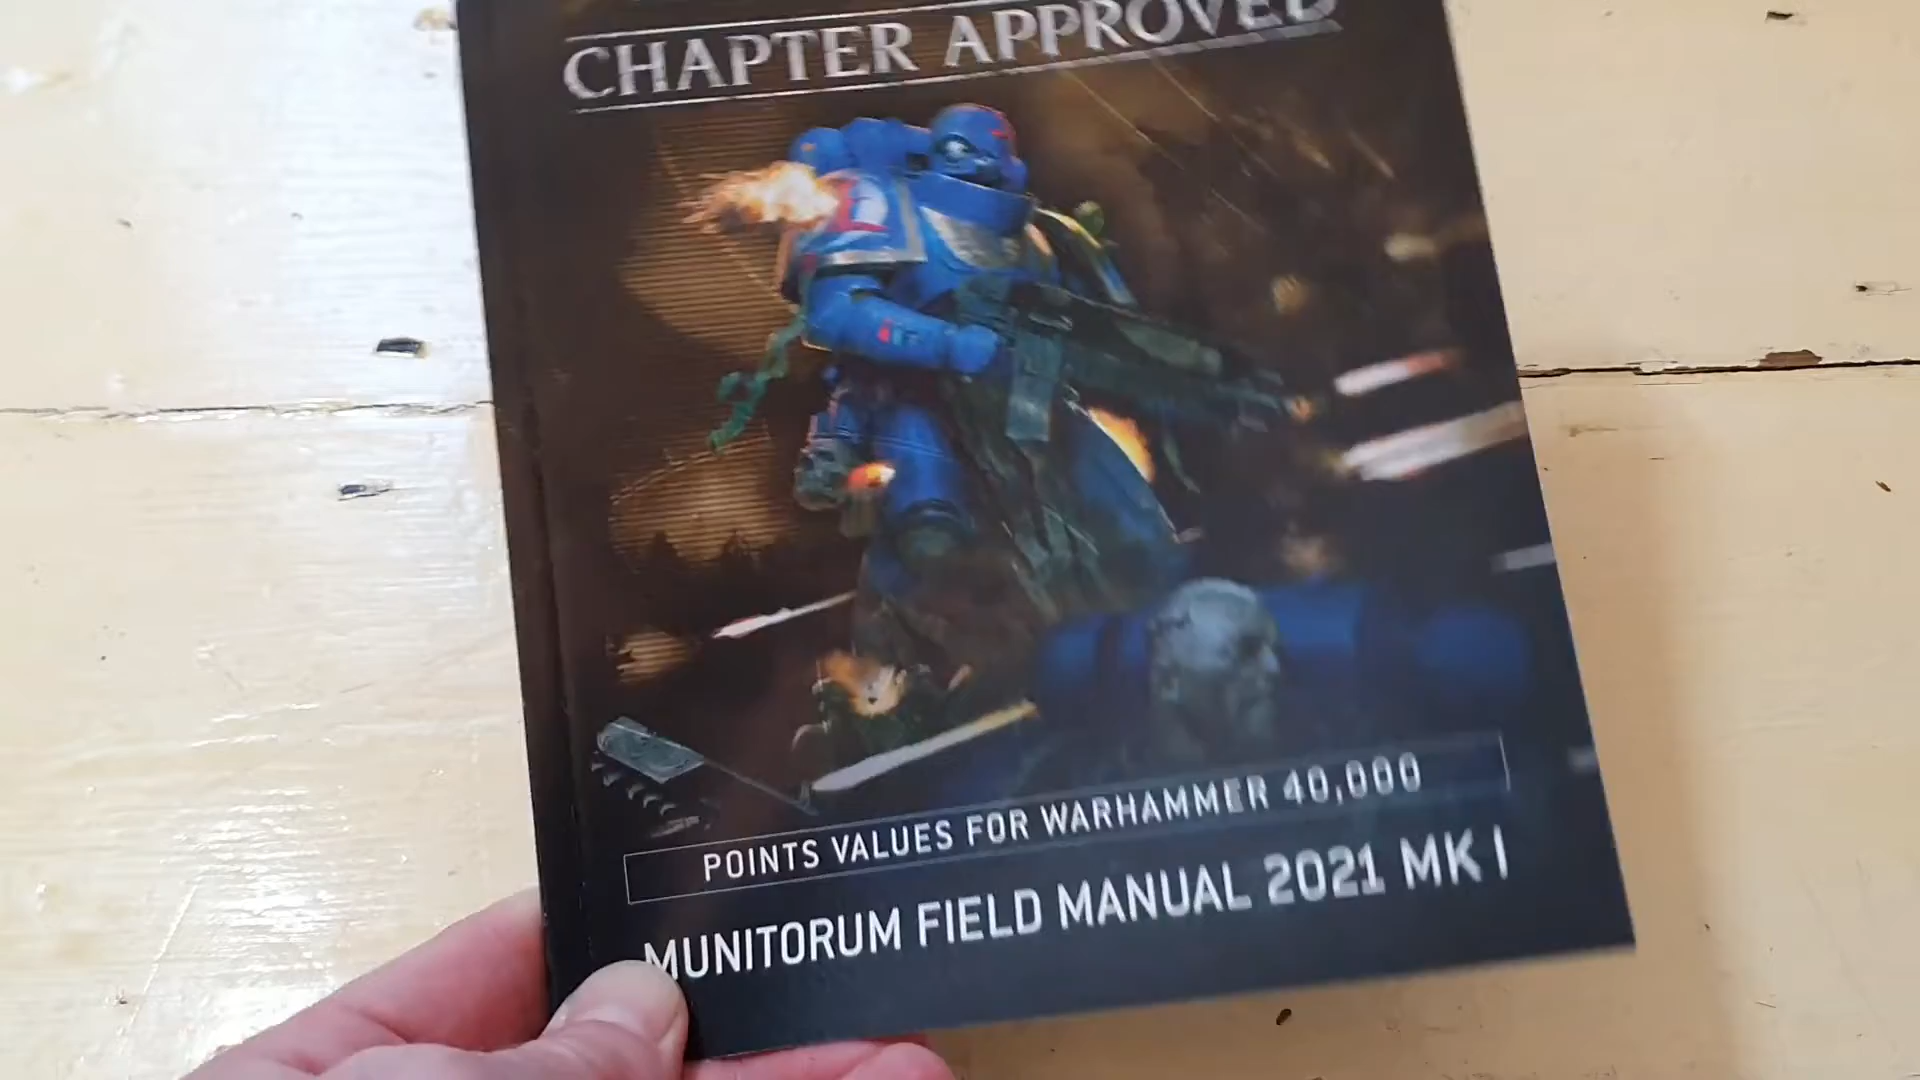 CHAPTER APPROVED
POINTS VALUES FOR WARHAMMER 40,000
MUNITORUM FIELD MANUAL 2021 MK I